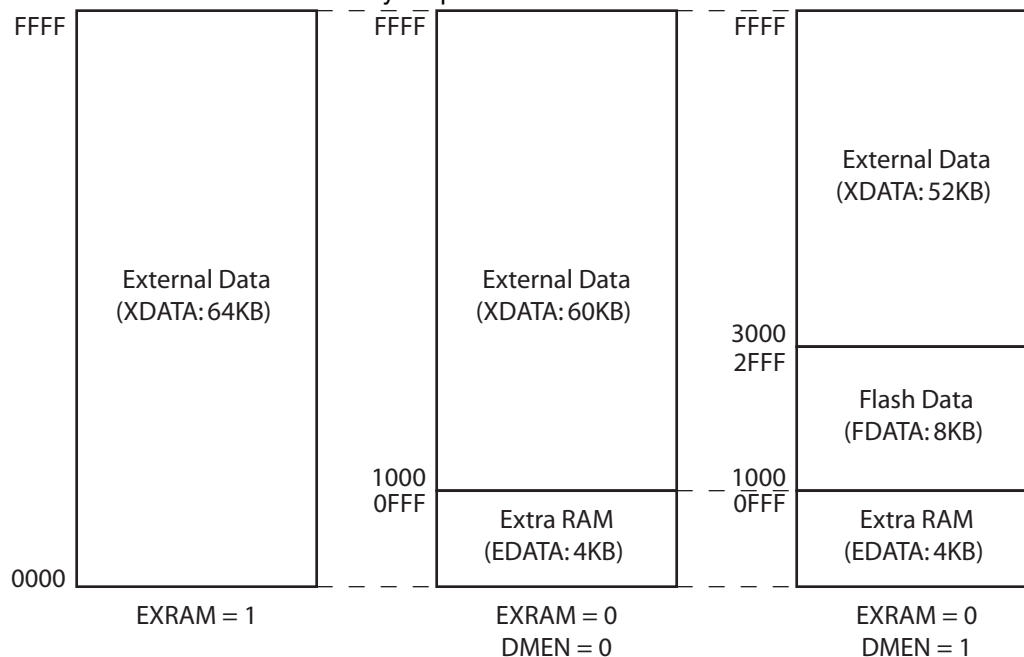 FFFF
External Data
(XDATA: 64KB)
0000
EXRAM = 1
FFFF
External Data
(XDATA: 60KB)
1000
0FFF
Extra RAM
(EDATA: 4KB)
EXRAM = 0
DMEN = 0
FFFF
External Data
(XDATA: 52KB)
3000
2FFF
Flash Data
(FDATA: 8KB)
1000
0FFF
Extra RAM
(EDATA: 4KB)
EXRAM = 0
DMEN = 1